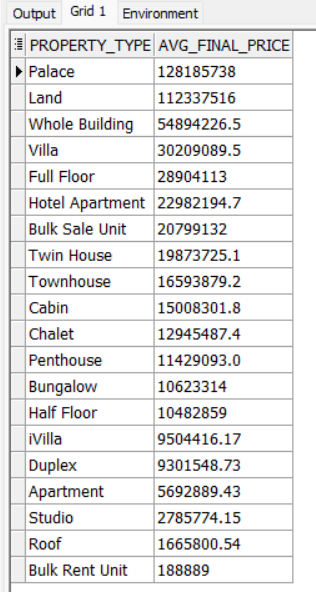 Output Grid 1 Environment
PROPERTY_TYPE AVG_FINAL_PRICE
Palace 128185738
Land 112337516
Whole Building 54894226.5
Villa 30209089.5
Full Floor 28904113
Hotel Apartment 22982194.7
Bulk Sale Unit 20799132
Twin House 19873725.1
Townhouse 16593879.2
Cabin 15008301.8
Chalet 12945487.4
Penthouse 11429093.0
Bungalow 10623314
Half Floor 10482859
iVilla 9504416.17
Duplex 9301548.73
Apartment 5692889.43
Studio 2785774.15
Roof 1665800.54
Bulk Rent Unit 188889